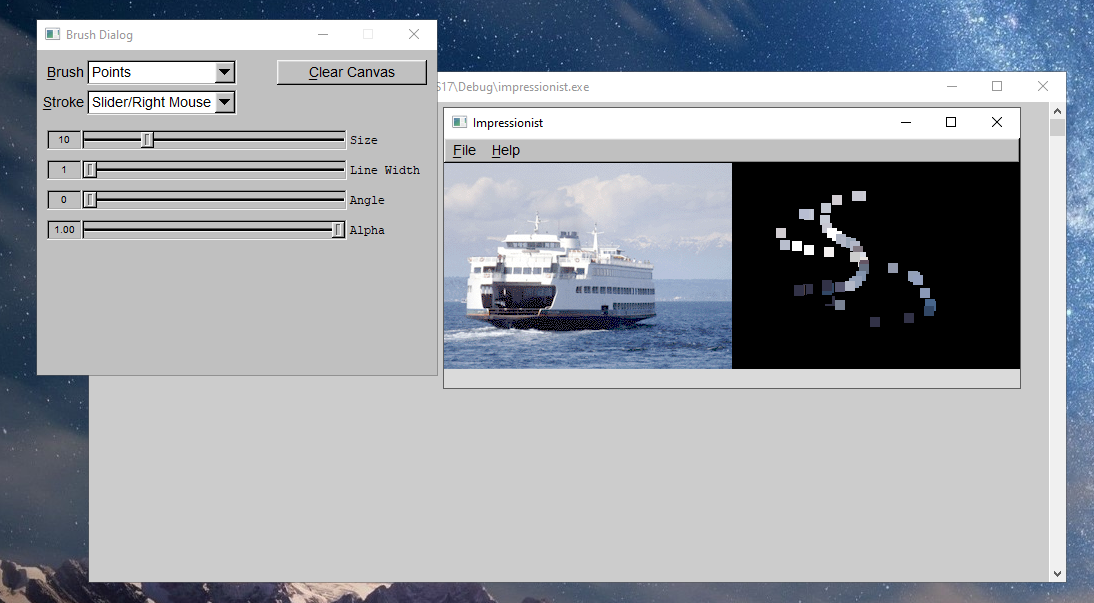 Brush Dialog
Brush Points
Clear Canvas
Stroke Slider/Right Mouse
10 Size
1 Line Width
0 Angle
1.00 Alpha
S17\Debug\impressionist.exe
Impressionist
File Help